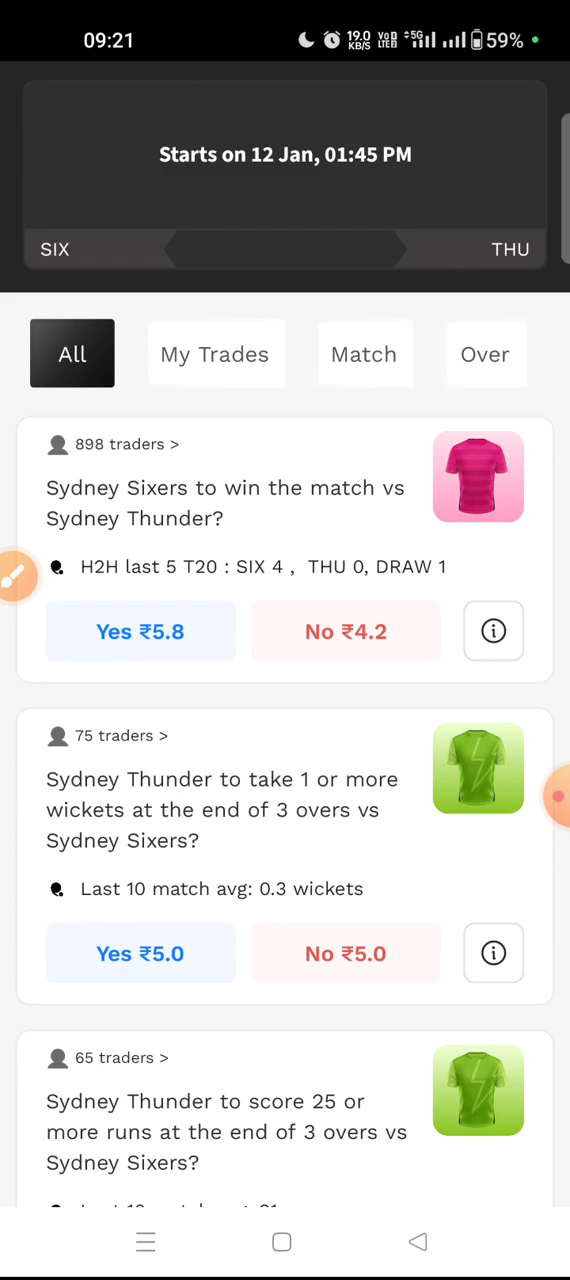 09:21
19.0 KB/S
5G
59%
Starts on 12 Jan, 01:45 PM
SIX THU
All My Trades Match Over
898 traders >
Sydney Sixers to win the match vs
Sydney Thunder?
H2H last 5 T20 : SIX 4 , THU 0, DRAW 1
Yes ₹5.8 No ₹4.2
75 traders >
Sydney Thunder to take 1 or more
wickets at the end of 3 overs vs
Sydney Sixers?
Last 10 match avg: 0.3 wickets
Yes ₹5.0 No ₹5.0
65 traders >
Sydney Thunder to score 25 or
more runs at the end of 3 overs vs
Sydney Sixers?